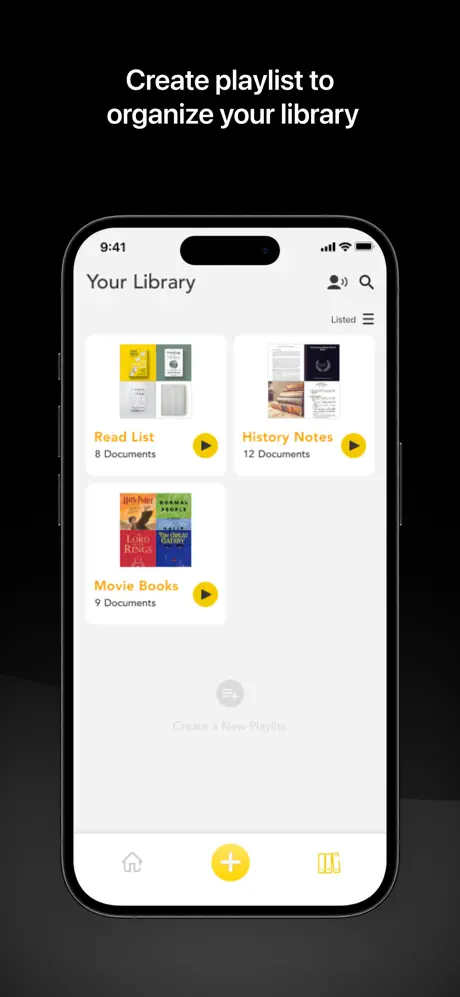 Create playlist to
organize your library
9:41
Your Library
Listed
Read List
8 Documents
History Notes
12 Documents
Harry Potter
NORMAL
PEOPLE
THE
LORD
OF THE
RINGS
The GREAT
GATSBY
Movie Books
9 Documents
Create a New Playlist